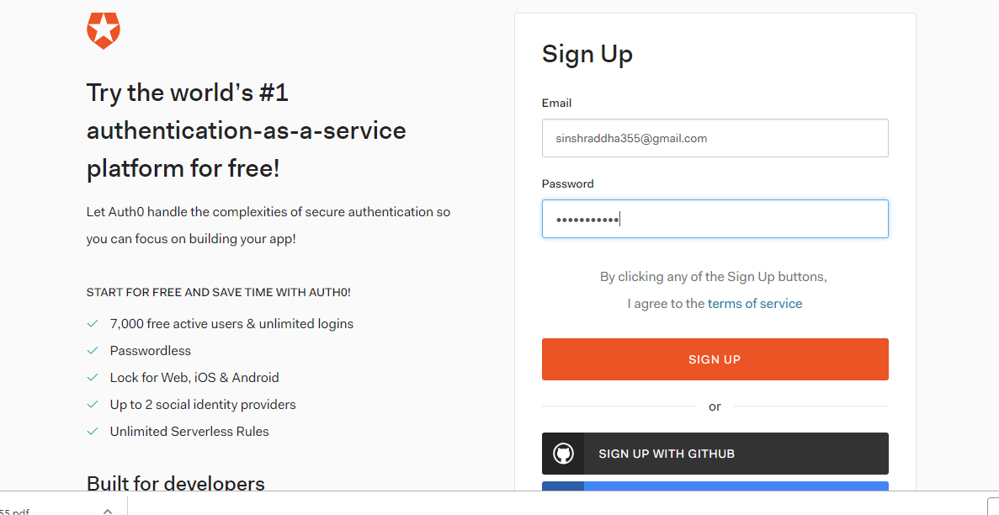 Try the world's #1
authentication-as-a-service
platform for free!
Let Auth0 handle the complexities of secure authentication so
you can focus on building your app!
START FOR FREE AND SAVE TIME WITH AUTH0!
7,000 free active users & unlimited logins
Passwordless
Lock for Web, iOS & Android
Up to 2 social identity providers
Unlimited Serverless Rules
Built for developers
Sign Up
Email
sinshraddha355@gmail.com
Password
•••••••••••
By clicking any of the Sign Up buttons,
I agree to the terms of service
SIGN UP
or
SIGN UP WITH GITHUB
55.pdf